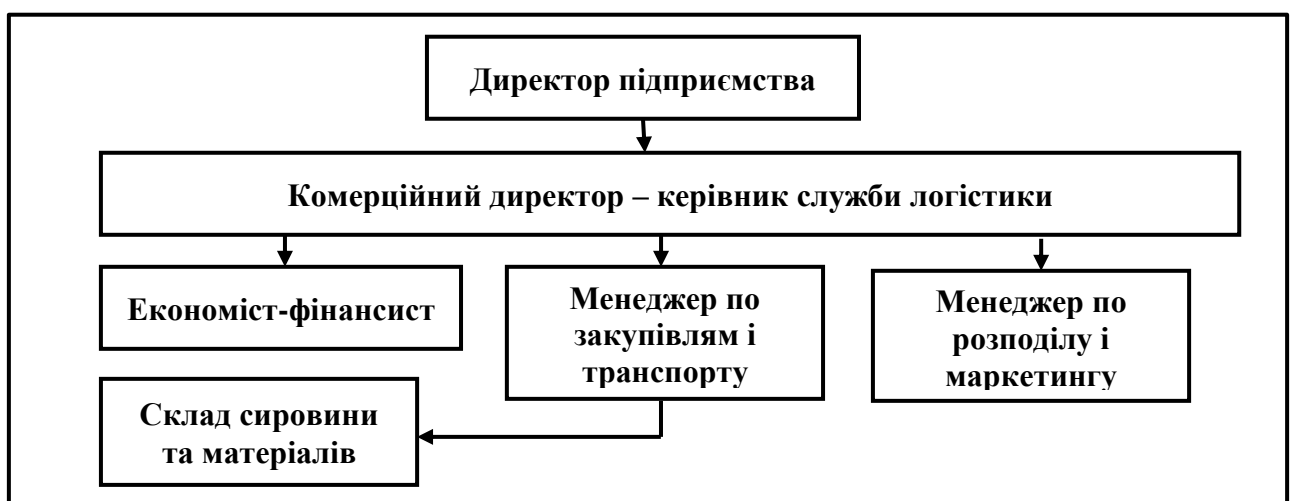 Директор підприємства
Комерційний директор – керівник служби логістики
Економіст-фінансист
Менеджер по
закупівлям і
транспорту
Менеджер по
розподілу і
маркетингу
Склад сировини
та матеріалів